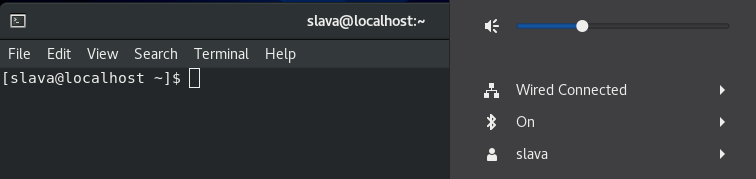 slava@localhost:~
File Edit View Search Terminal Help
[slava@localhost ~]$
Wired Connected
On
slava